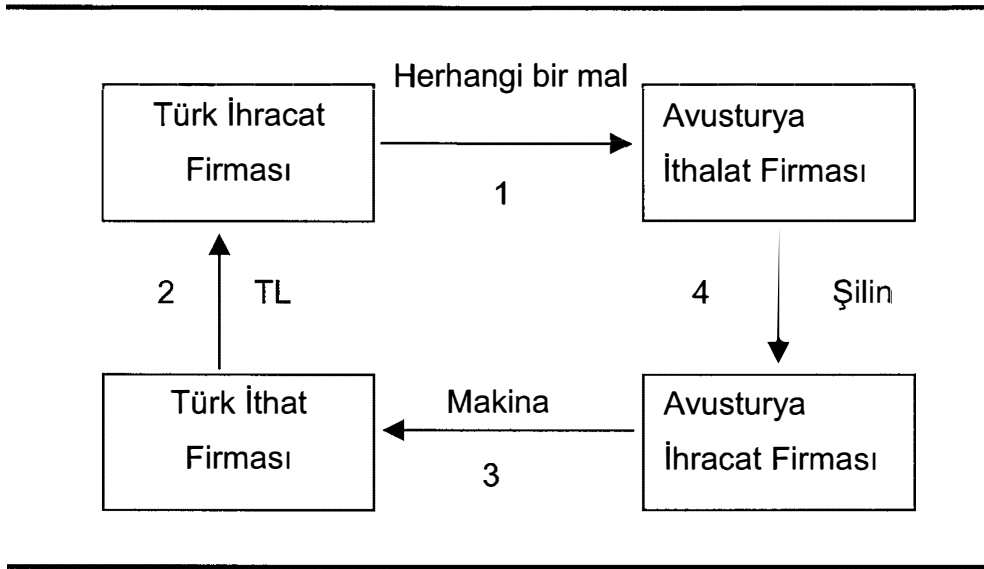 Herhangi bir mal
Türk İhracat
Firması
Avusturya
İthalat Firması
1
2
TL
4
Şilin
Türk İthat
Firması
Makina
Avusturya
İhracat Firması
3